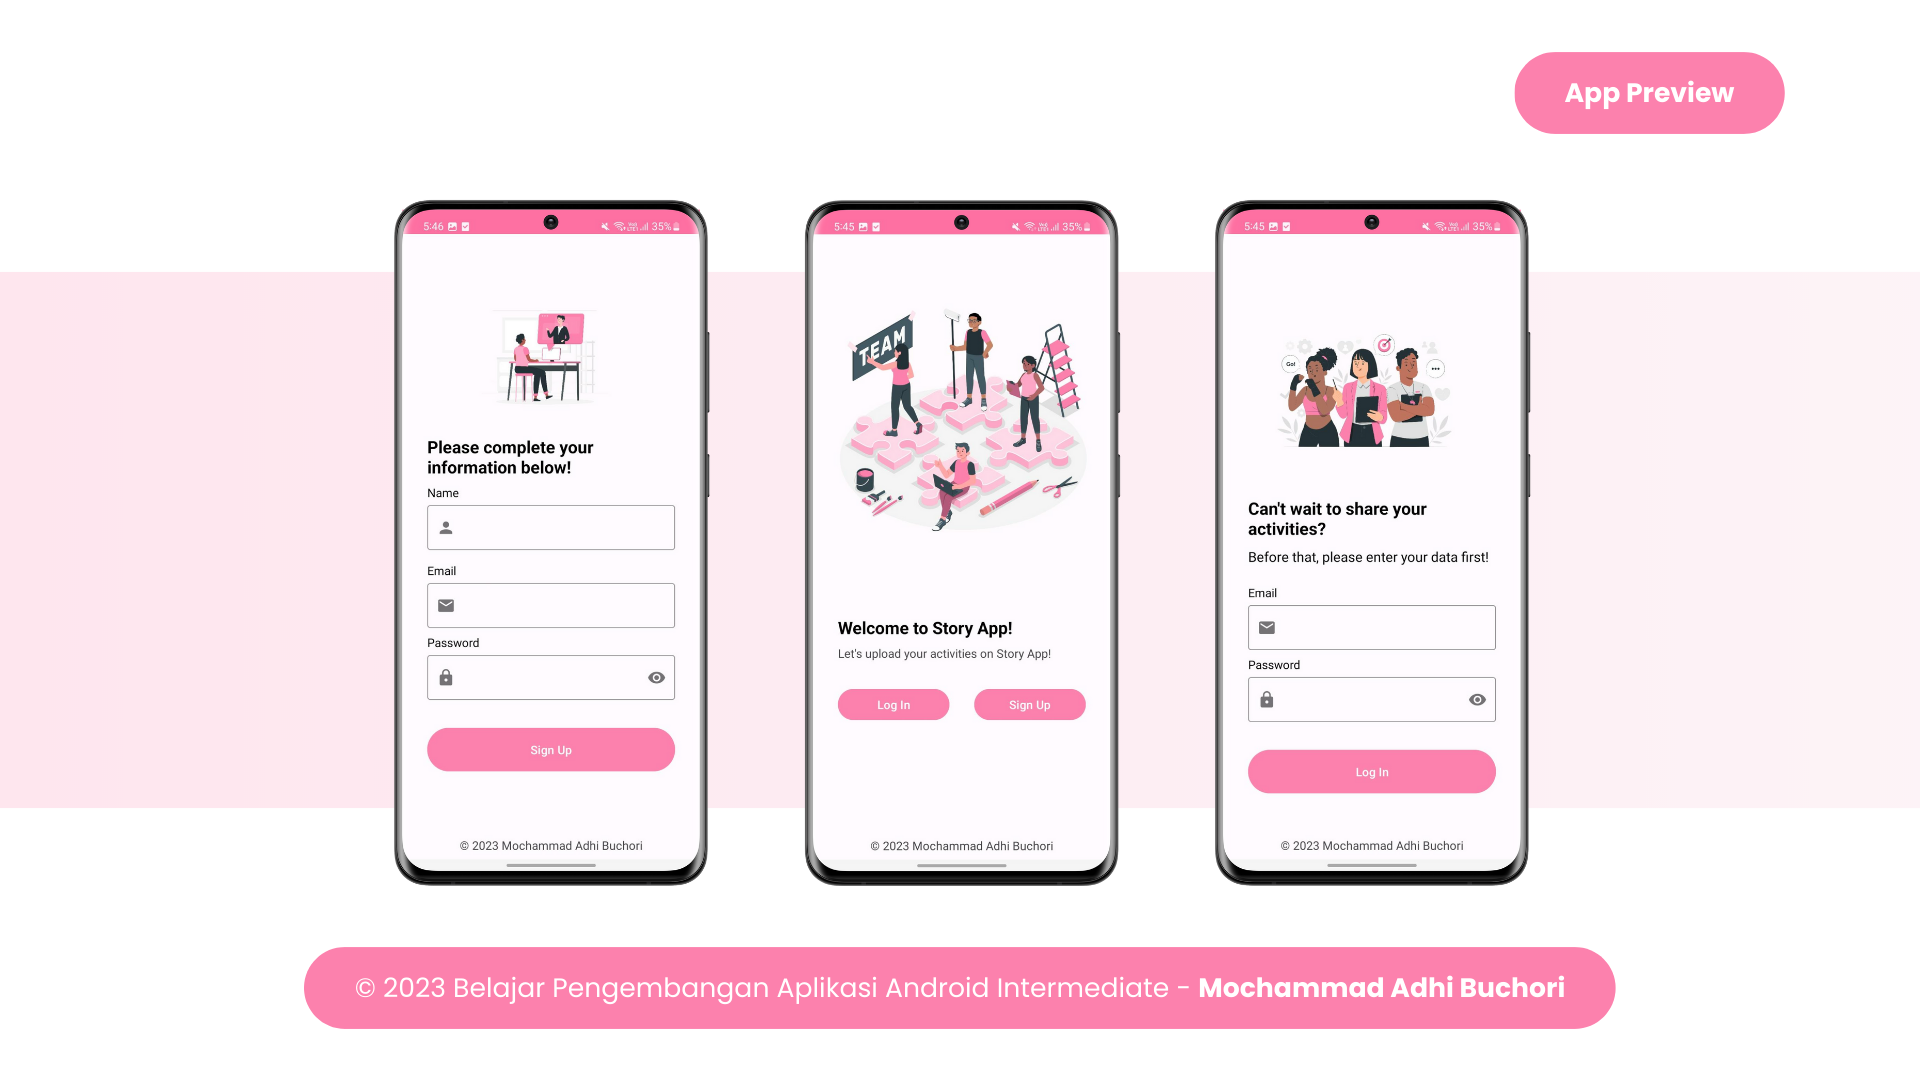 App Preview
5:46
35%
Please complete your
information below!
Name
Email
Password
Sign Up
© 2023 Mochammad Adhi Buchori
5:45
35%
TEAM
Welcome to Story App!
Let's upload your activities on Story App!
Log In
Sign Up
© 2023 Mochammad Adhi Buchori
5:45
35%
Go!
Can't wait to share your
activities?
Before that, please enter your data first!
Email
Password
Log In
© 2023 Mochammad Adhi Buchori
© 2023 Belajar Pengembangan Aplikasi Android Intermediate - Mochammad Adhi Buchori